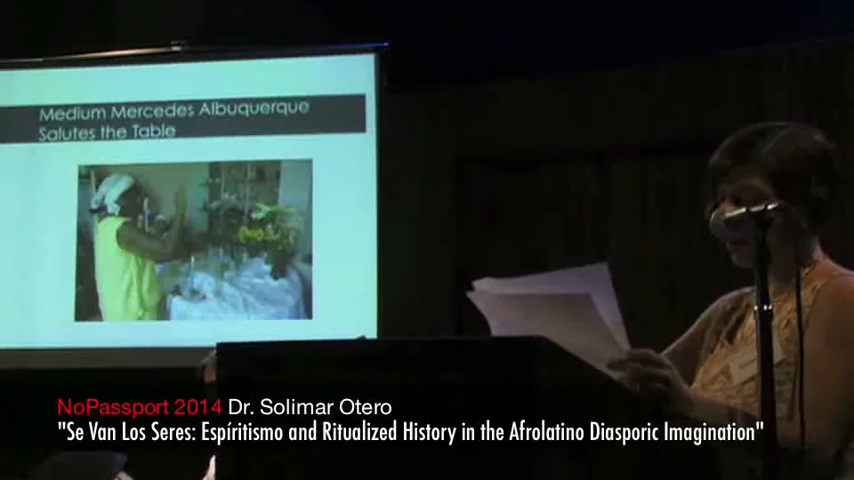 Medium Mercedes Albuquerque
Salutes the Table
NoPassport 2014 Dr. Solimar Otero
"Se Van Los Seres: Espíritismo and Ritualized History in the Afrolatino Diasporic Imagination"